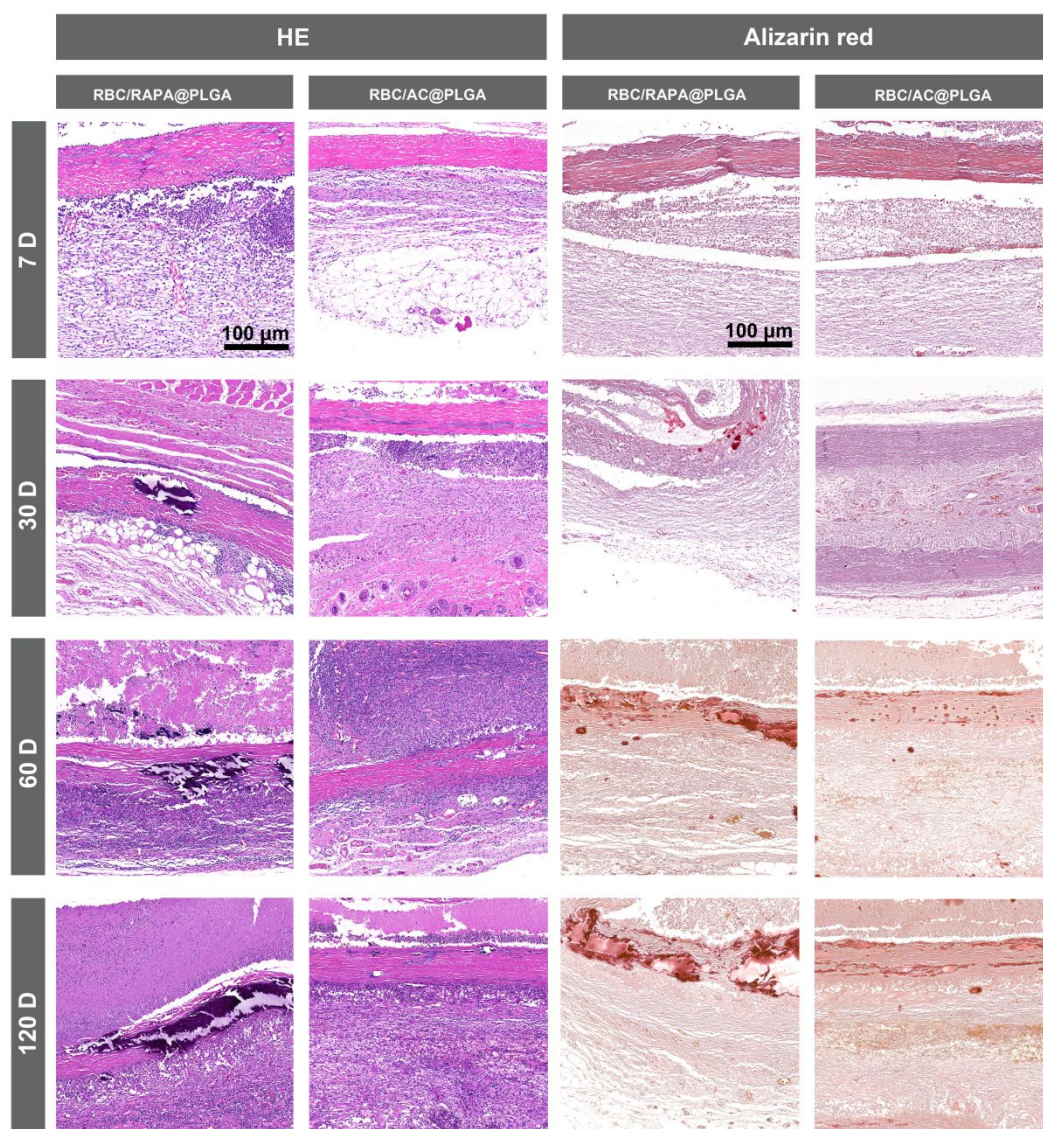 HE
Alizarin red
RBC/RAPA@PLGA
RBC/AC@PLGA
RBC/RAPA@PLGA
RBC/AC@PLGA
7 D
100 μm
100 μm
30 D
60 D
120 D